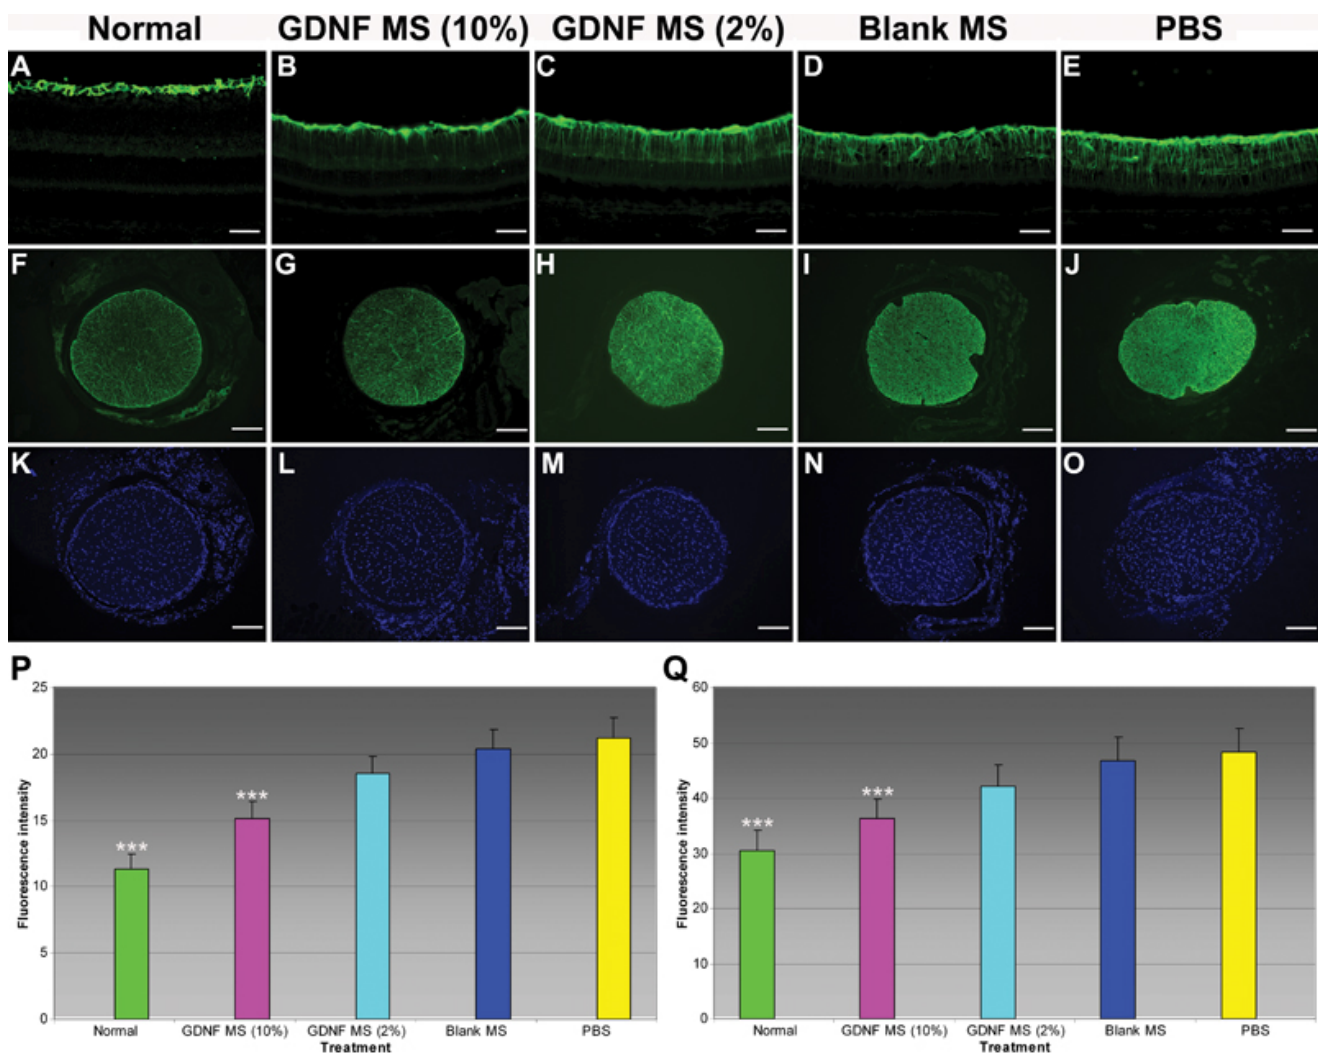 Normal GDNF MS (10%) GDNF MS (2%) Blank MS PBS
A B C D E
F G H I J
K L M N O
P
25
20
15
10
5
0
Fluorescence intensity
***
***
Normal GDNF MS (10%) GDNF MS (2%) Blank MS PBS
Treatment
Q
60
50
40
30
20
10
0
Fluorescence intensity
***
***
Normal GDNF MS (10%) GDNF MS (2%) Blank MS PBS
Treatment